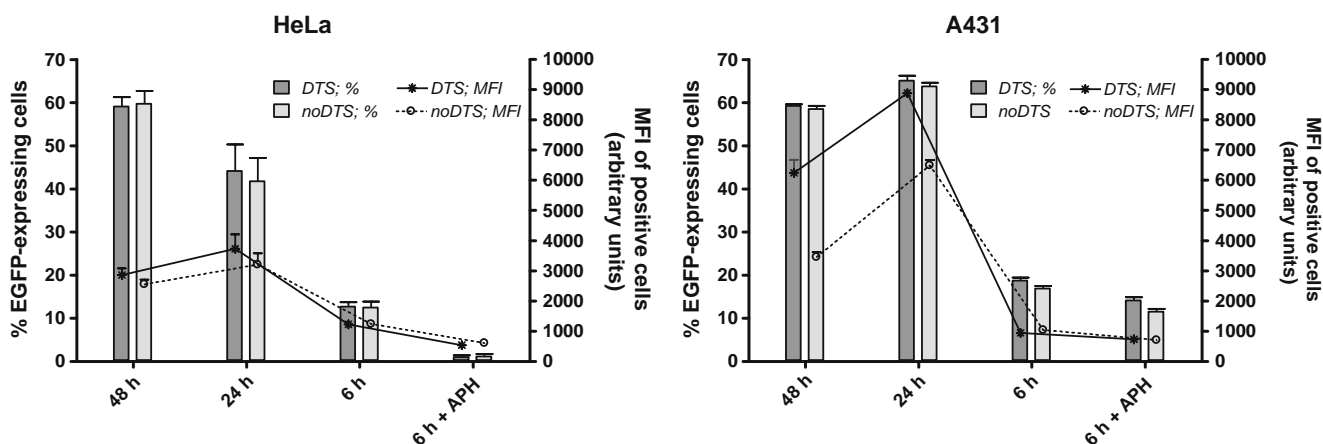 HeLa
% EGFP-expressing cells
70
60
50
40
30
20
10
0
DTS; %
noDTS; %
DTS; MFI
noDTS; MFI
10000
9000
8000
7000
6000
5000
4000
3000
2000
1000
0
MFI of positive cells
(arbitrary units)
48 h
24 h
6 h
6 h + APH
A431
% EGFP-expressing cells
70
60
50
40
30
20
10
0
DTS; %
noDTS
DTS; MFI
noDTS; MFI
10000
9000
8000
7000
6000
5000
4000
3000
2000
1000
0
MFI of positive cells
(arbitrary units)
48 h
24 h
6 h
6 h + APH